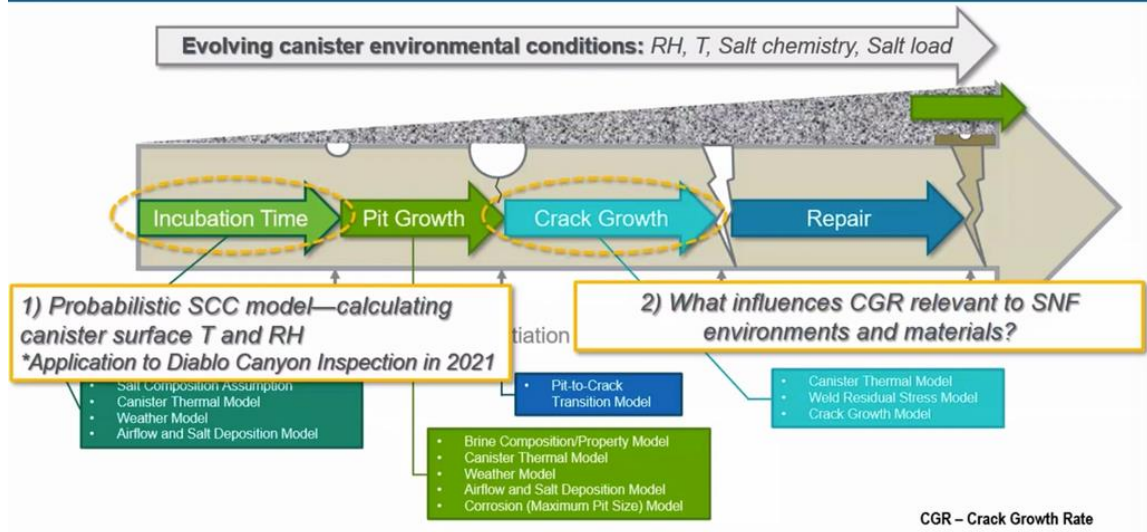 Evolving canister environmental conditions: RH, T, Salt chemistry, Salt load
Incubation Time
Pit Growth
Crack Growth
Repair
1) Probabilistic SCC model—calculating
canister surface T and RH
*Application to Diablo Canyon Inspection in 2021
2) What influences CGR relevant to SNF
environments and materials?
tiation
• Salt Composition Assumption
• Canister Thermal Model
• Weather Model
• Airflow and Salt Deposition Model
• Pit-to-Crack
Transition Model
• Canister Thermal Model
• Weld Residual Stress Model
• Crack Growth Model
• Brine Composition/Property Model
• Canister Thermal Model
• Weather Model
• Airflow and Salt Deposition Model
• Corrosion (Maximum Pit Size) Model
CGR – Crack Growth Rate